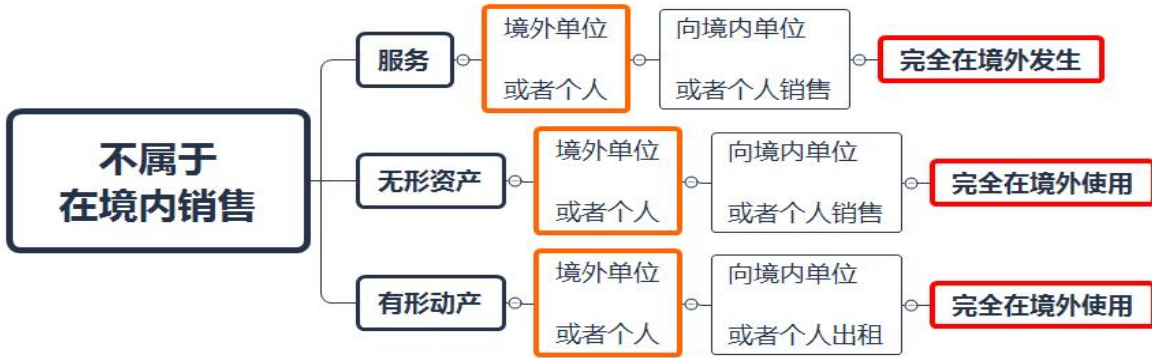 不属于
在境内销售
服务
境外单位
或者个人
向境内单位
或者个人销售
完全在境外发生
无形资产
境外单位
或者个人
向境内单位
或者个人销售
完全在境外使用
有形动产
境外单位
或者个人
向境内单位
或者个人出租
完全在境外使用